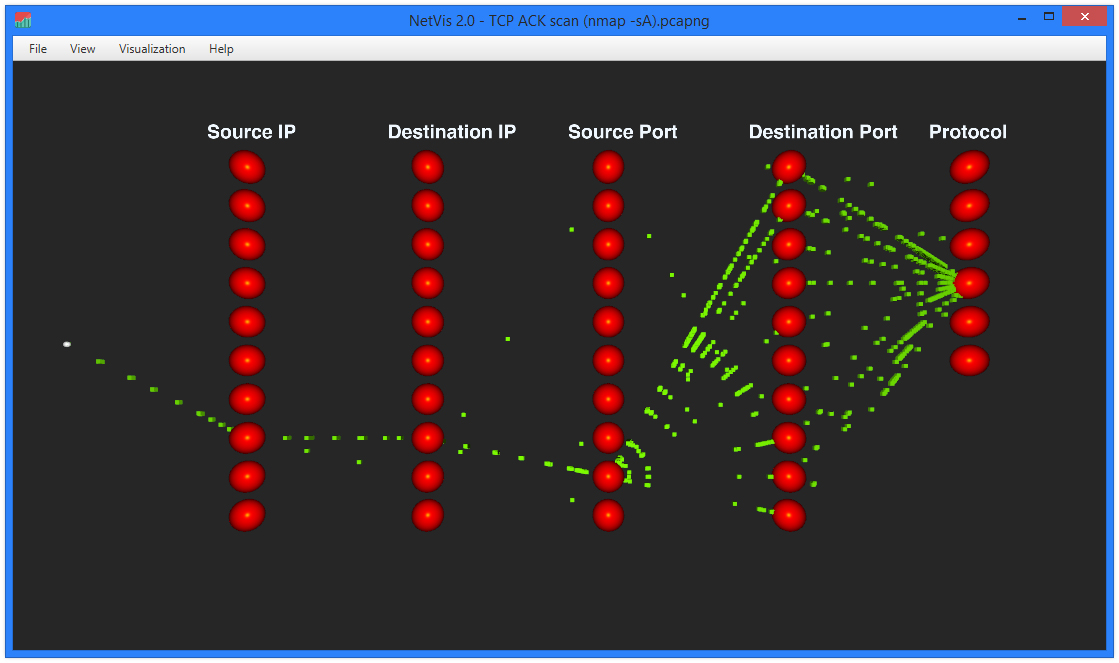 NetVis 2.0 - TCP ACK scan (nmap -sA).pcapng
File View Visualization Help
Source IP Destination IP Source Port Destination Port Protocol